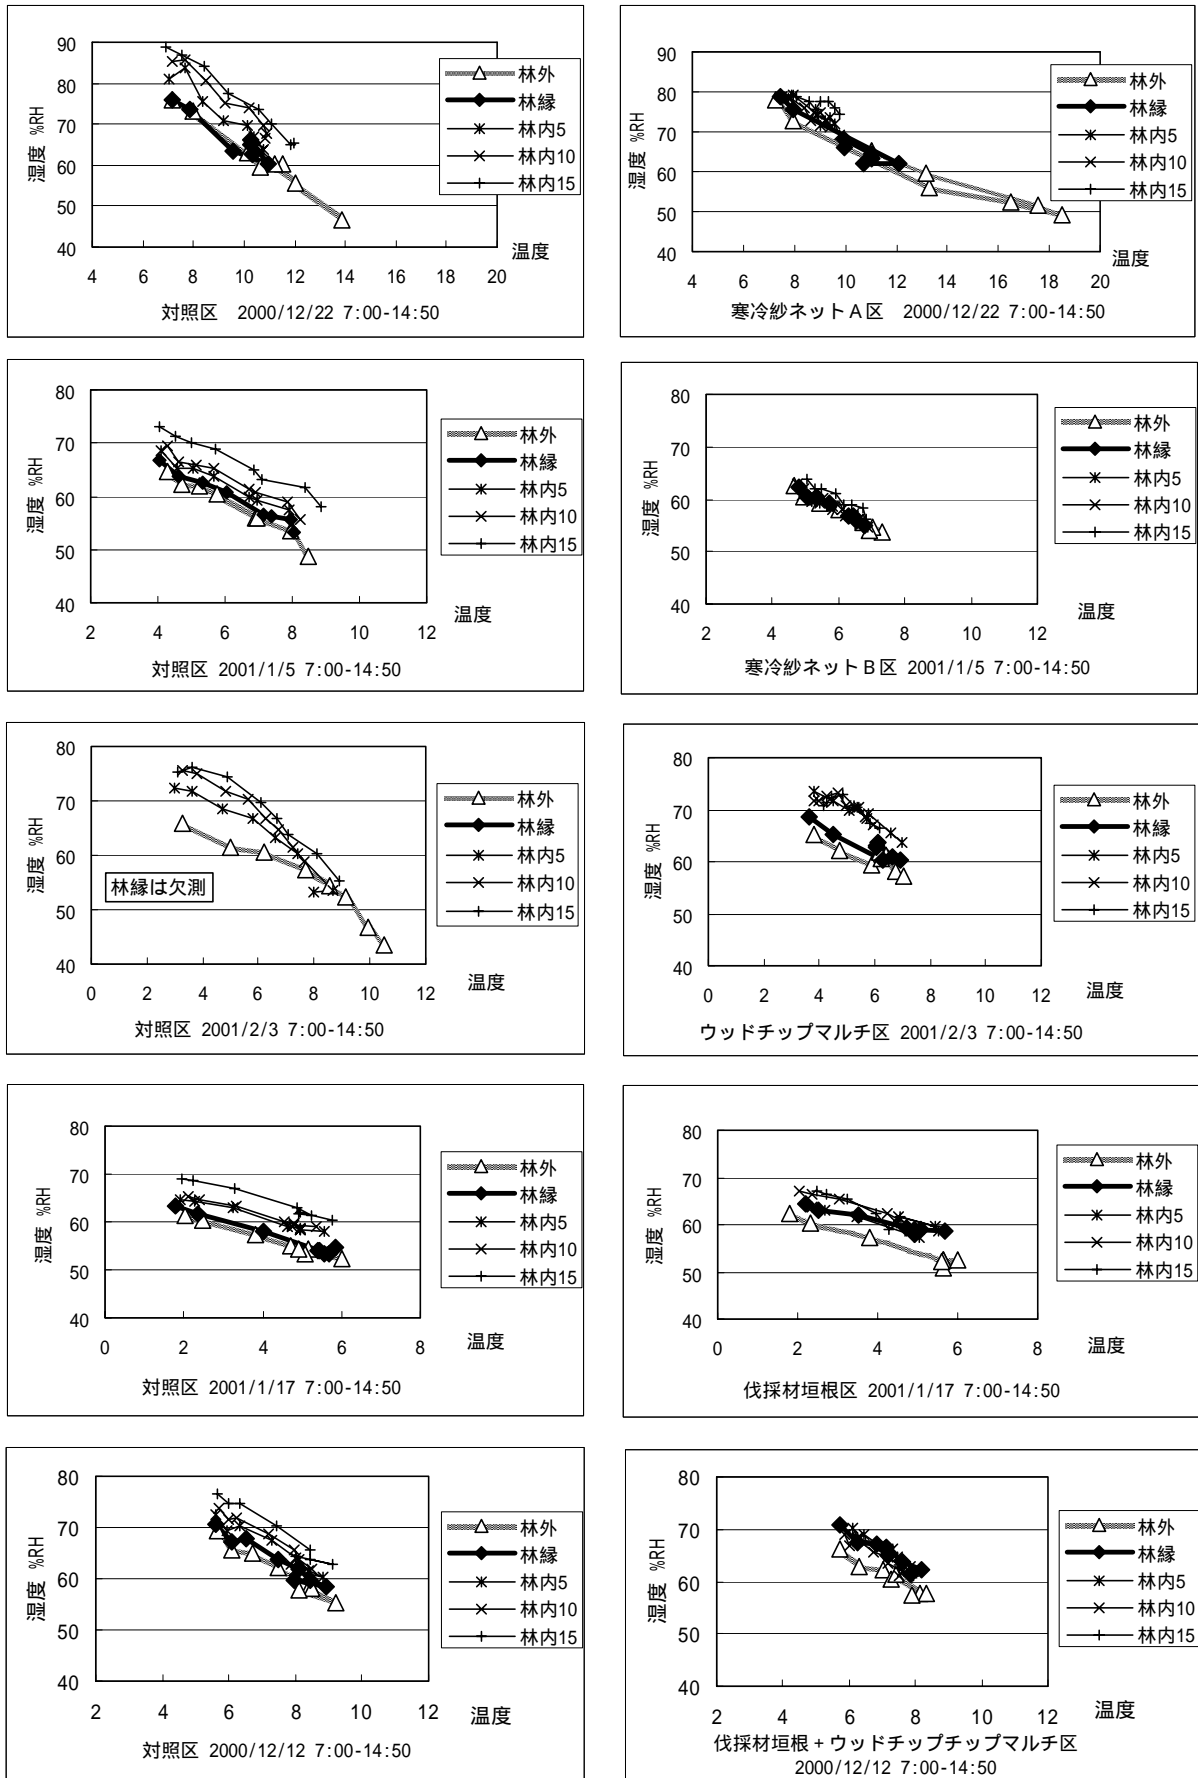 90
80
70
60
50
40
湿度 %RH
4 6 8 10 12 14 16 18 20
温度
林外
林縁
林内5
林内10
林内15
対照区 2000/12/22 7:00-14:50
90
80
70
60
50
40
湿度 %RH
4 6 8 10 12 14 16 18 20
温度
林外
林縁
林内5
林内10
林内15
寒冷紗ネットA区 2000/12/22 7:00-14:50
80
70
60
50
40
湿度 %RH
2 4 6 8 10 12
温度
林外
林縁
林内5
林内10
林内15
対照区 2001/1/5 7:00-14:50
80
70
60
50
40
湿度 %RH
2 4 6 8 10 12
温度
林外
林縁
林内5
林内10
林内15
寒冷紗ネットB区 2001/1/5 7:00-14:50
80
70
60
50
40
湿度 %RH
林縁は欠測
0 2 4 6 8 10 12
温度
林外
林縁
林内5
林内10
林内15
対照区 2001/2/3 7:00-14:50
80
70
60
50
40
湿度 %RH
0 2 4 6 8 10 12
温度
林外
林縁
林内5
林内10
林内15
ウッドチップマルチ区 2001/2/3 7:00-14:50
80
70
60
50
40
湿度 %RH
0 2 4 6 8
温度
林外
林縁
林内5
林内10
林内15
対照区 2001/1/17 7:00-14:50
80
70
60
50
40
湿度 %RH
0 2 4 6 8
温度
林外
林縁
林内5
林内10
林内15
伐採材垣根区 2001/1/17 7:00-14:50
80
70
60
50
40
湿度 %RH
2 4 6 8 10 12
温度
林外
林縁
林内5
林内10
林内15
対照区 2000/12/12 7:00-14:50
80
70
60
50
40
湿度 %RH
2 4 6 8 10 12
温度
林外
林縁
林内5
林内10
林内15
伐採材垣根+ウッドチップチップマルチ区
2000/12/12 7:00-14:50